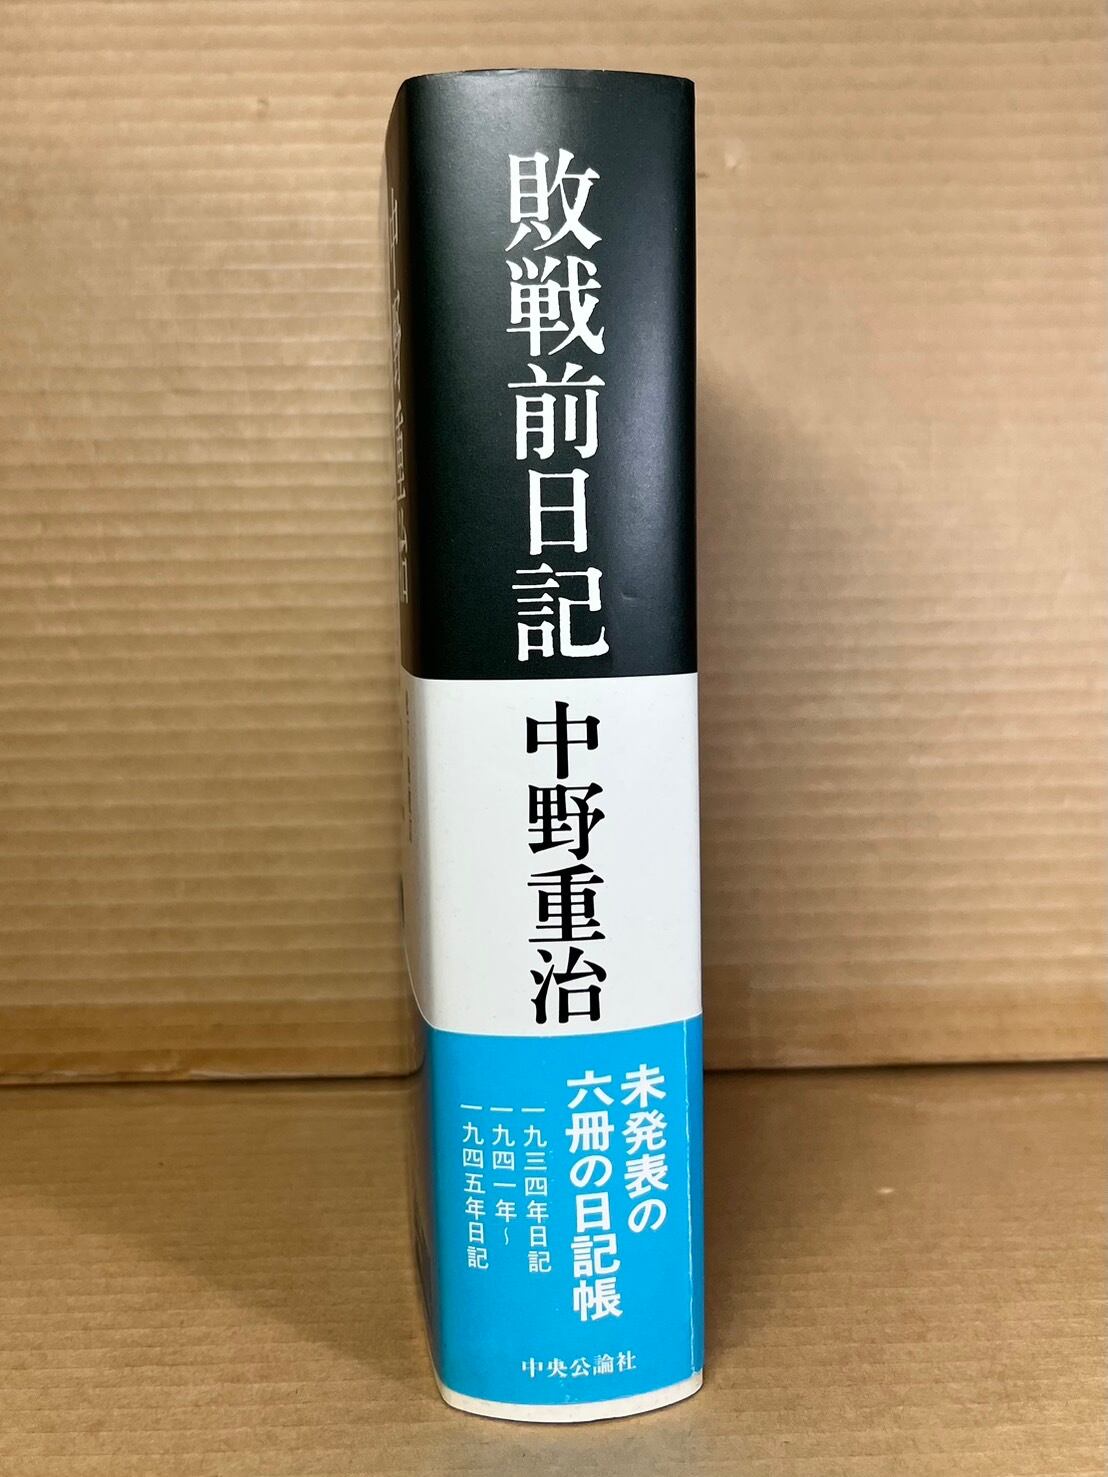 敗戦前日記
中野重治
未発表の
六冊の日記帳
一九三四年日記
一九四一年～
一九四五年日記
中央公論社